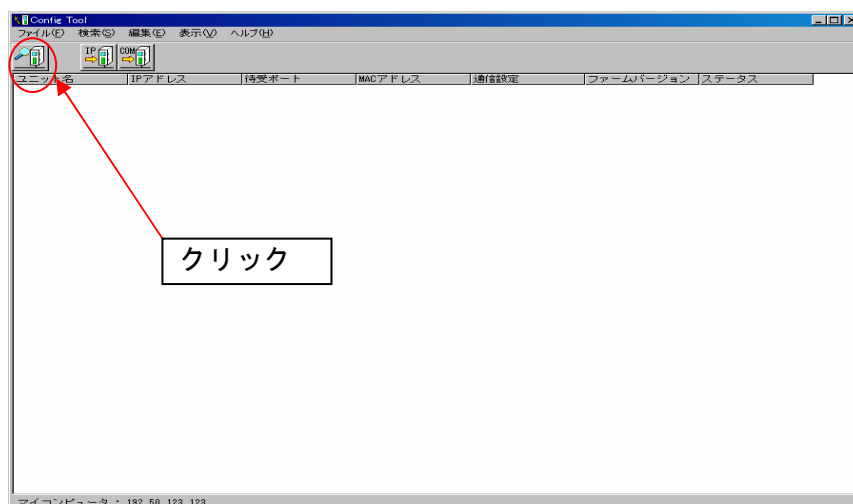 Config Tool
ファイル(F) 検索(S) 編集(E) 表示(V) ヘルプ(H)
IP COM
ユニット名 IPアドレス 待受ポート MACアドレス 通信設定 ファームバージョン ステータス
クリック
マイコンピュータ : 192.50.123.123